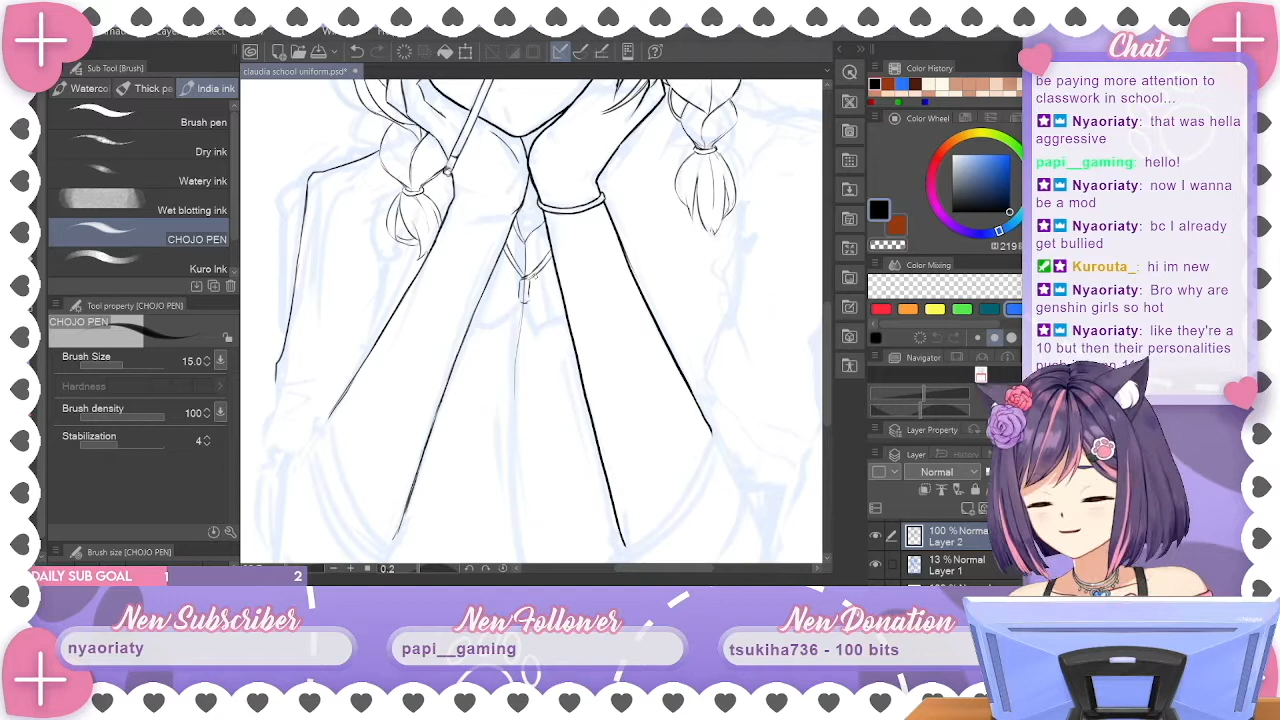 Sub Tool [Brush]
Waterco
Thick pa
India ink
Brush pen
Dry ink
Watery ink
Wet blotting ink
CHOJO PEN
Kuro Ink
Tool property [CHOJO PEN]
CHOJO PEN
Brush Size 15.0
Hardness
Brush density 100
Stabilization 4
Brush size [CHOJO PEN]
claudia school uniform.psd*
0.2
Color History
Color Wheel
219
Color Mixing
Navigator
Layer Property
Layer
History
Normal
100 % Normal
Layer 2
13 % Normal
Layer 1
Chat
be paying more attention to
classwork in school...
Nyaoriaty: that was hella
aggressive
papi__gaming: hello!
Nyaoriaty: now I wanna
be a mod
Nyaoriaty: bc I already
get bullied
Kurouta_: hi im new
Nyaoriaty: Bro why are
genshin girls so hot
Nyaoriaty: like they're a
10 but then their personalities
DAILY SUB GOAL 1 2
New Subscriber
nyaoriaty
New Follower
papi__gaming
New Donation
tsukiha736 - 100 bits